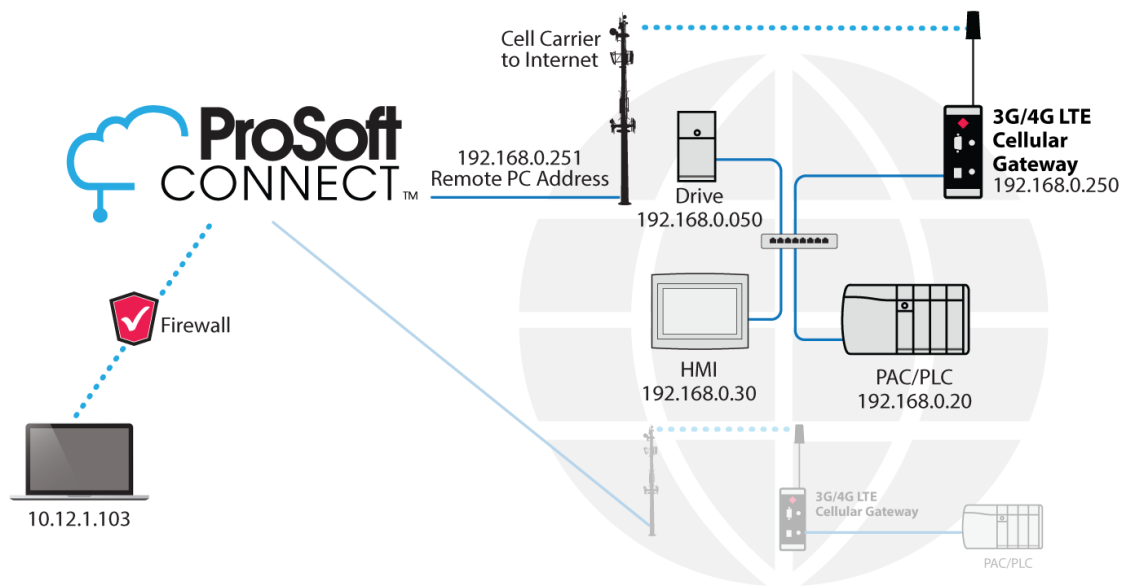 Cell Carrier
to Internet
ProSoft
CONNECT™
192.168.0.251
Remote PC Address
3G/4G LTE
Cellular
Gateway
192.168.0.250
Drive
192.168.0.050
Firewall
HMI
192.168.0.30
PAC/PLC
192.168.0.20
10.12.1.103
3G/4G LTE
Cellular Gateway
PAC/PLC